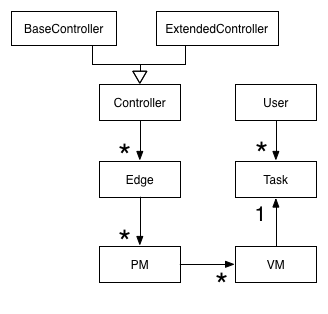 BaseController
ExtendedController
Controller
User
*
*
Edge
Task
*
1
PM
VM
*